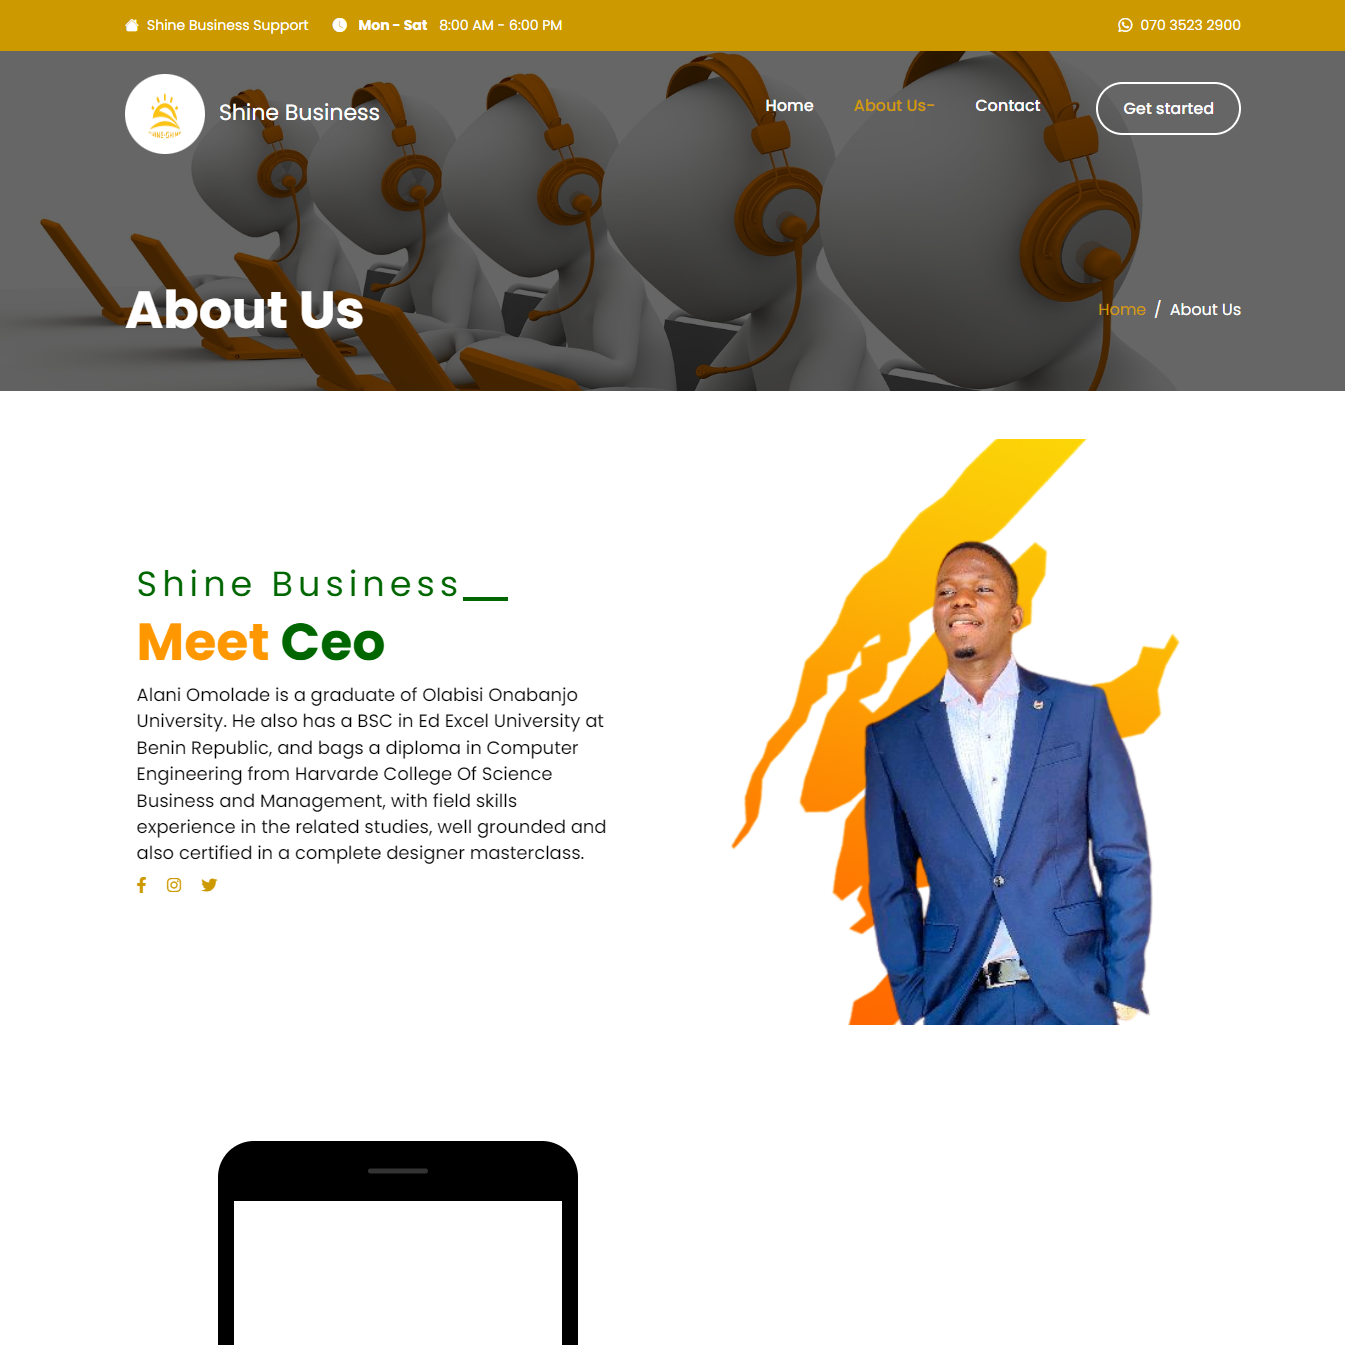 Shine Business Support
Mon - Sat 8:00 AM - 6:00 PM
070 3523 2900
Shine Business
Home
About Us-
Contact
Get started
About Us
Home / About Us
Shine Business__
Meet Ceo
Alani Omolade is a graduate of Olabisi Onabanjo
University. He also has a BSC in Ed Excel University at
Benin Republic, and bags a diploma in Computer
Engineering from Harvarde College Of Science
Business and Management, with field skills
experience in the related studies, well grounded and
also certified in a complete designer masterclass.